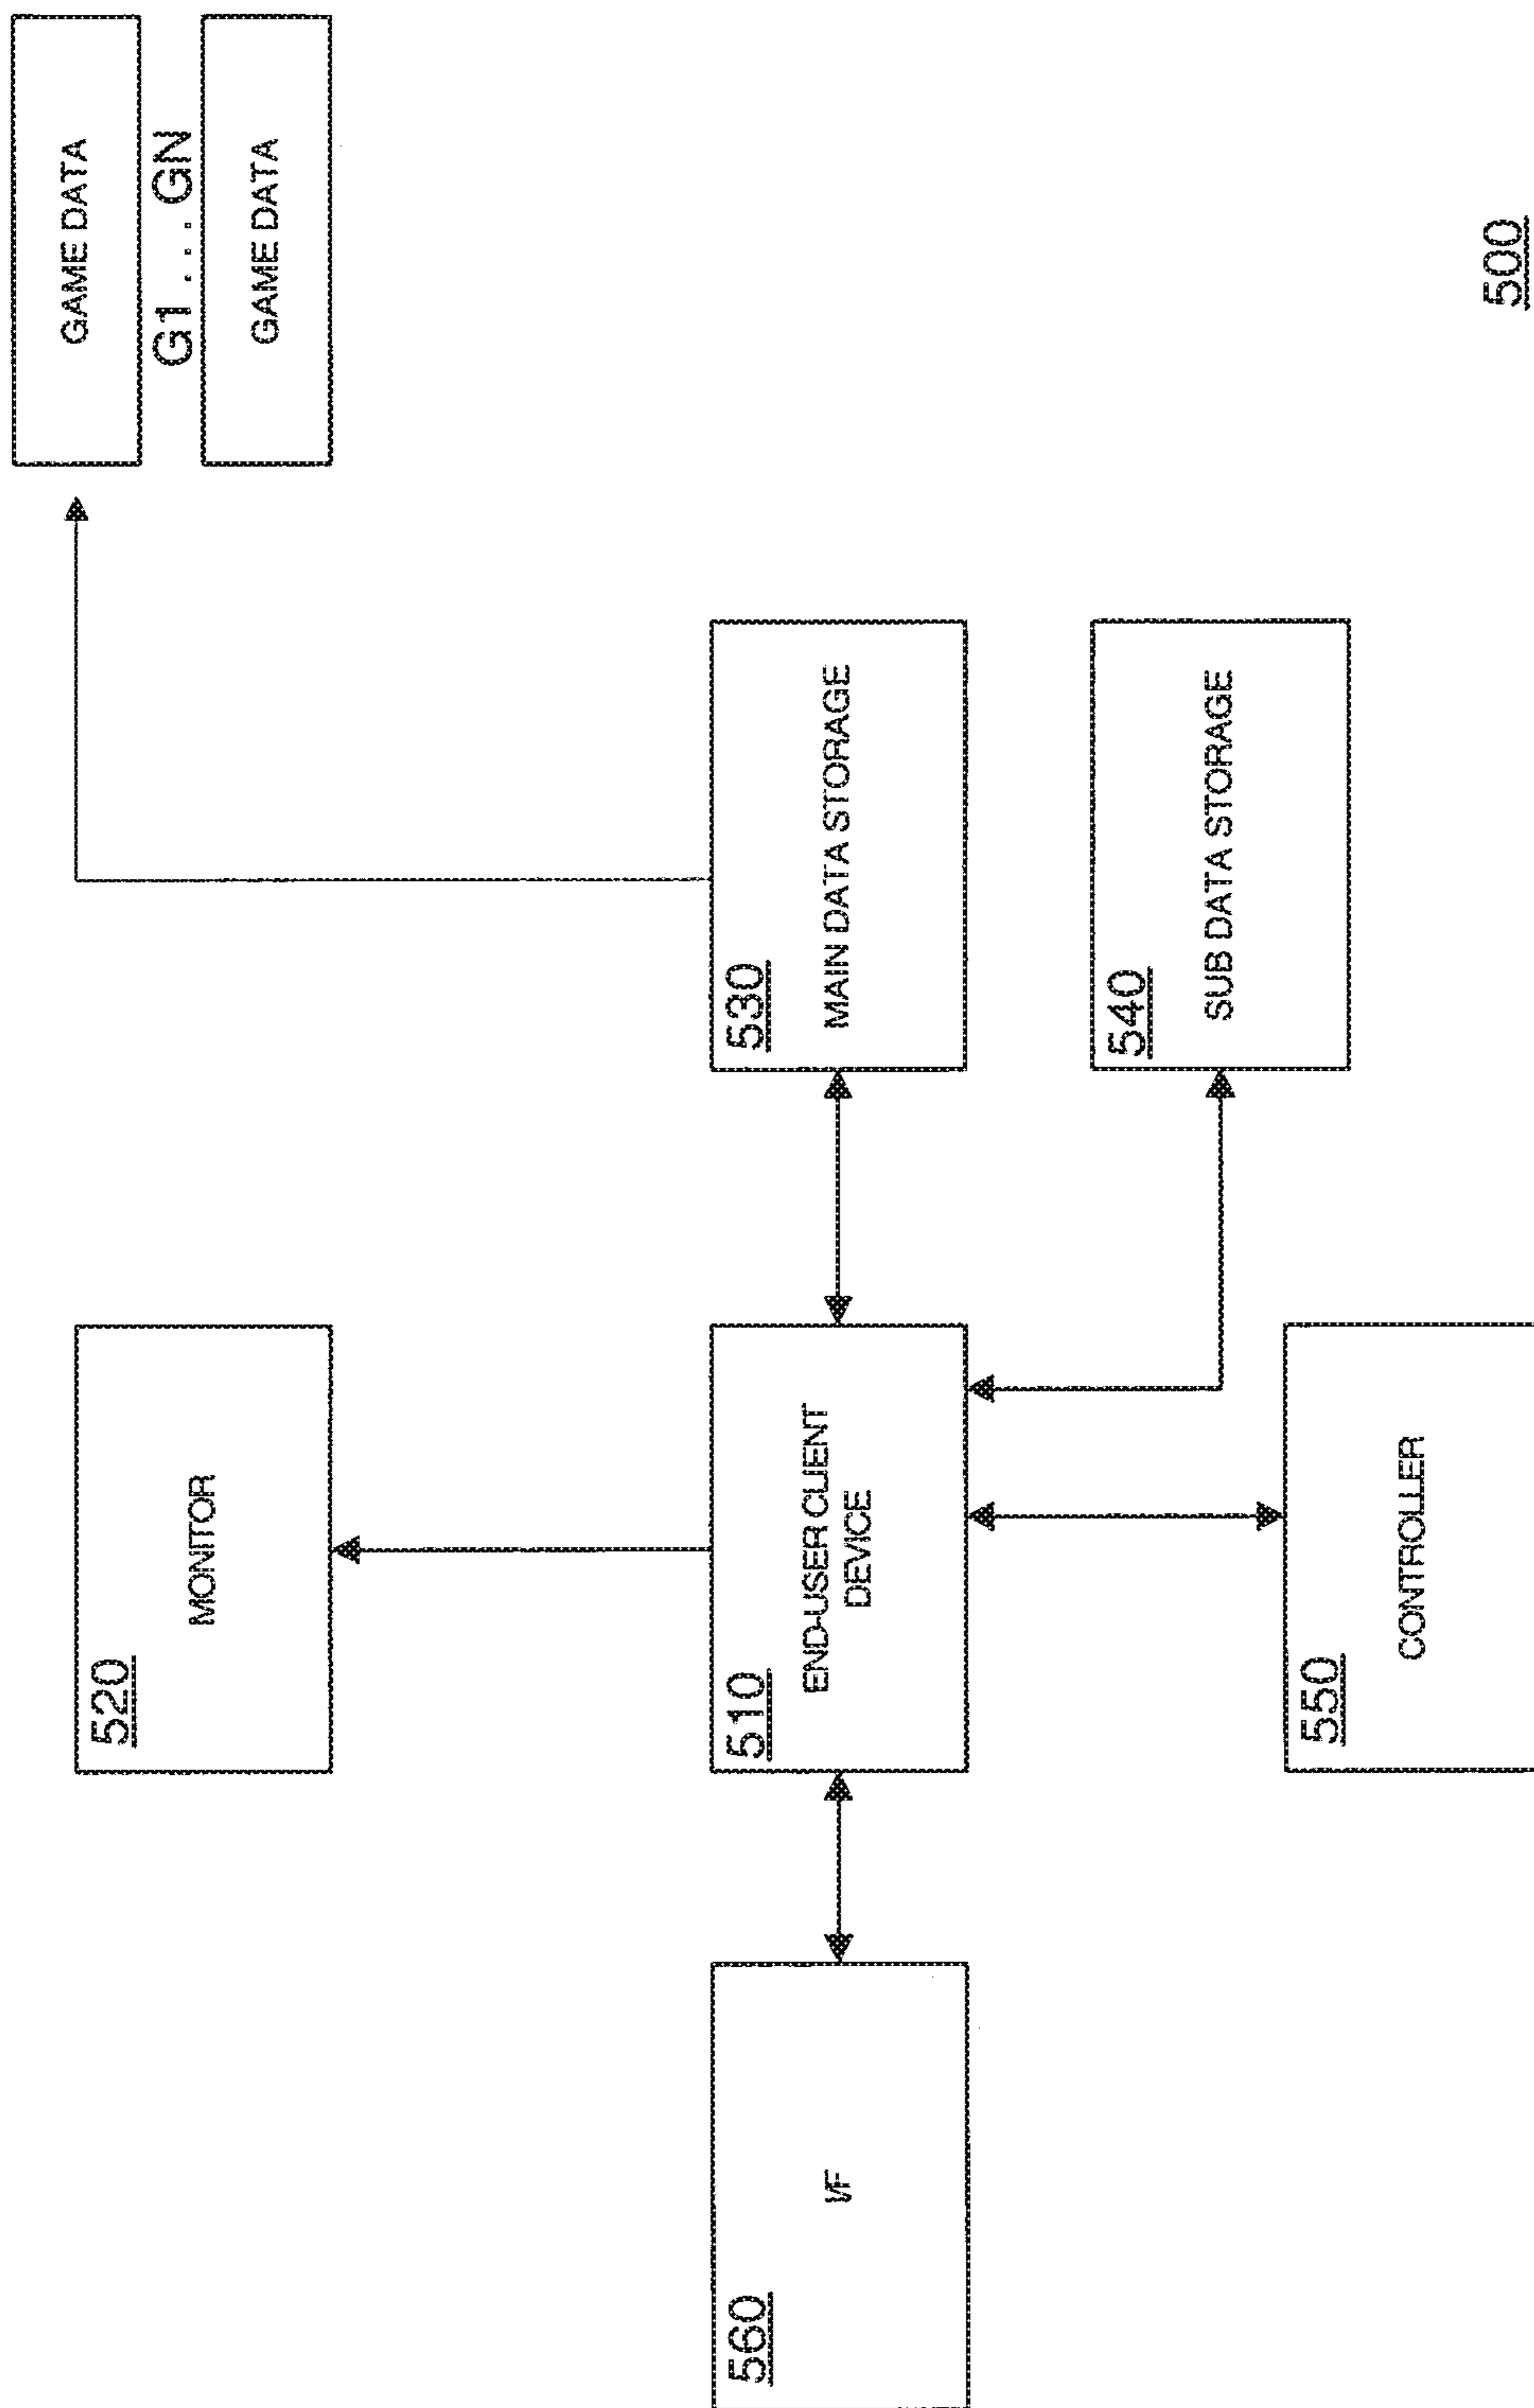 GAME DATA
G1 . . . GN
GAME DATA
520
MONITOR
560
I/F
510
END-USER CLIENT
DEVICE
530
MAIN DATA STORAGE
540
SUB DATA STORAGE
550
CONTROLLER
500